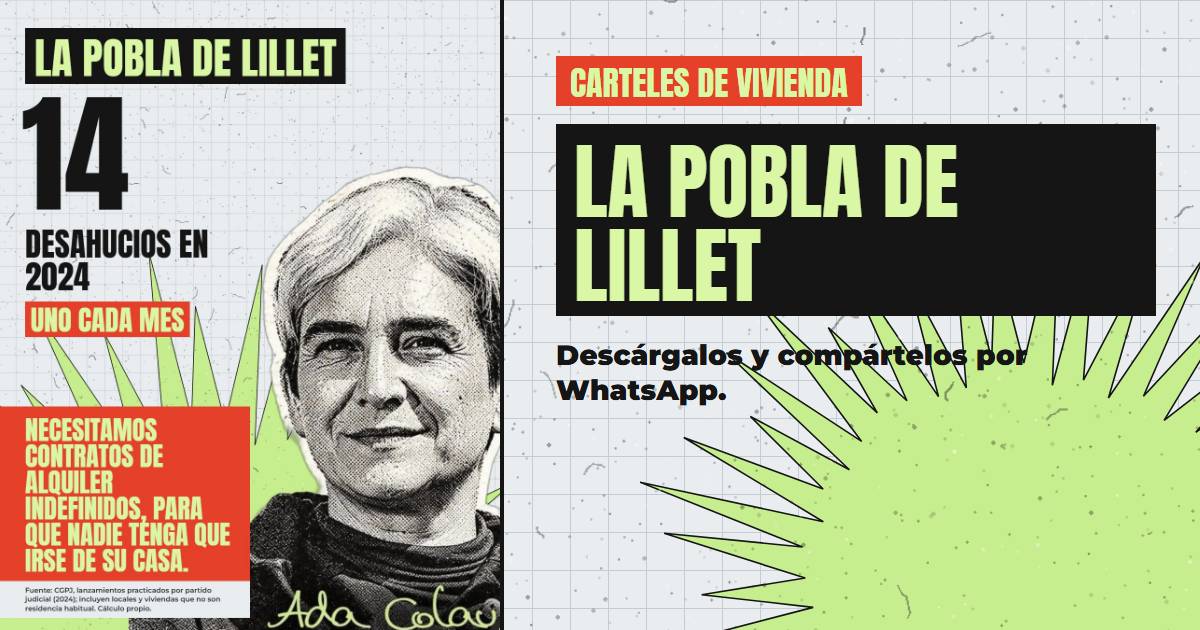 LA POBLA DE LILLET
14
DESAHUCIOS EN
2024
UNO CADA MES
NECESITAMOS
CONTRATOS DE
ALQUILER
INDEFINIDOS, PARA
QUE NADIE TENGA QUE
IRSE DE SU CASA.
Fuente: CGPJ, lanzamientos practicados por partido
judicial (2024); incluyen locales y viviendas que no son
residencia habitual. Cálculo propio.
Ada Colau
CARTELES DE VIVIENDA
LA POBLA DE
LILLET
Descárgalos y compártelos por
WhatsApp.